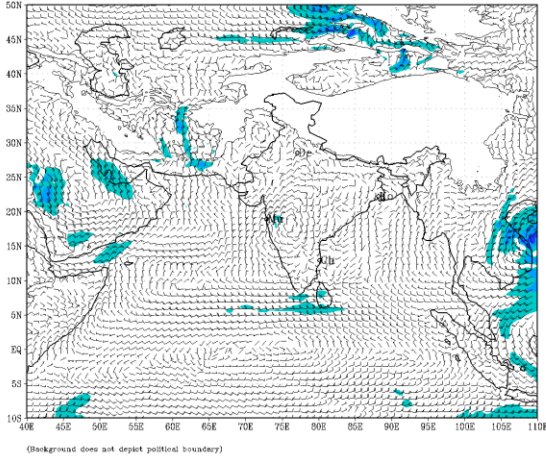 50N
45N
40N
35N
30N
25N
20N
15N
10N
5N
EQ
5S
10S
40E 45E 50E 55E 60E 65E 70E 75E 80E 85E 90E 95E 100E 105E 110E
(Background does not depict political boundary)